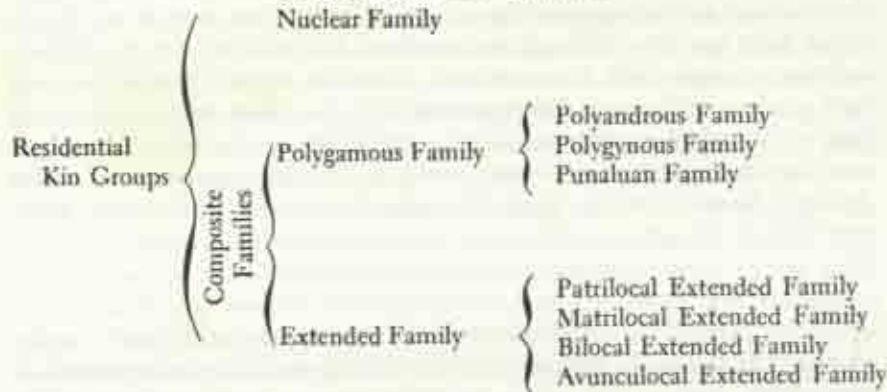 Nuclear Family
Residential
Kin Groups
Composite
Families
Polygamous Family
Polyandrous Family
Polygynous Family
Punaluan Family
Extended Family
Patrilocal Extended Family
Matrilocal Extended Family
Bilocal Extended Family
Avunculocal Extended Family